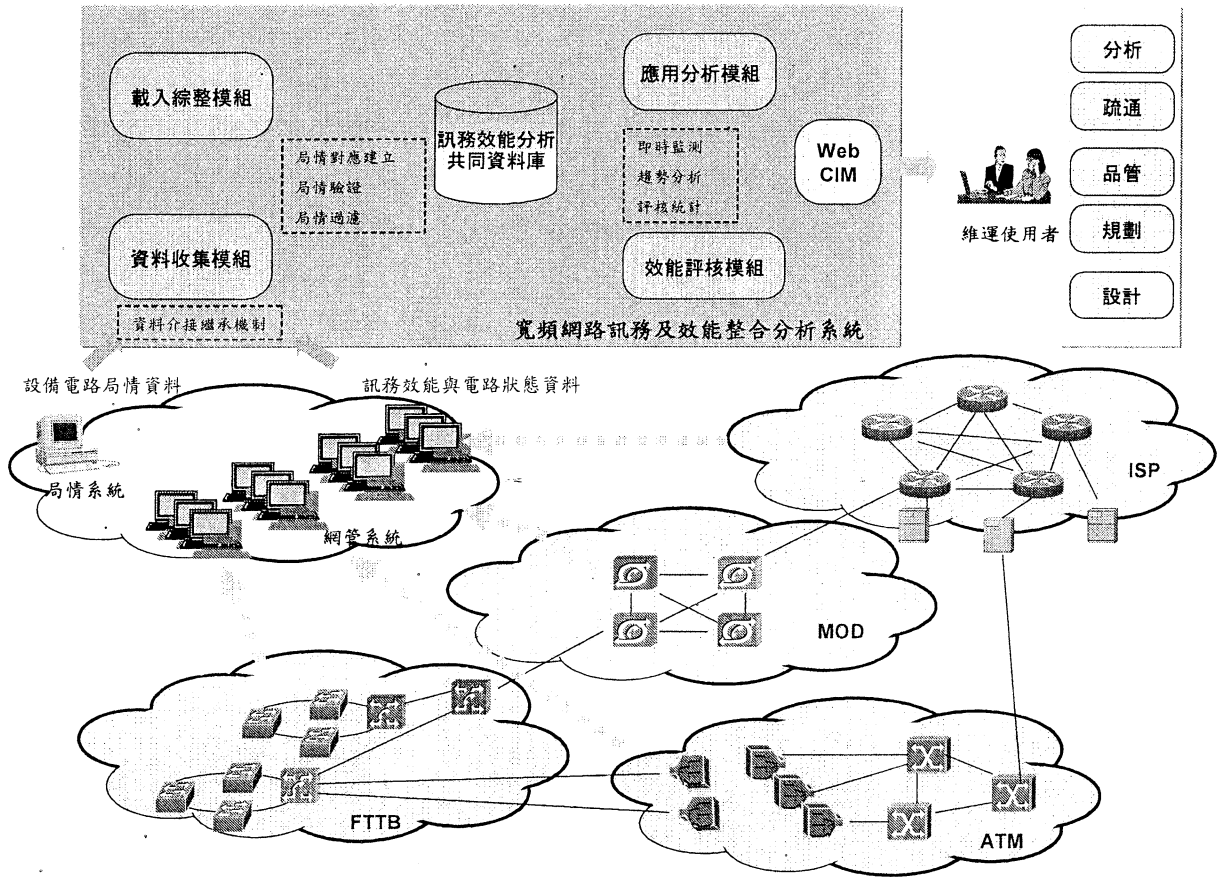 載入綜整模組
資料收集模組
資料介接繼承機制
局情對應建立
局情驗證
局情過濾
訊務效能分析
共同資料庫
應用分析模組
即時監測
趨勢分析
評核統計
效能評核模組
Web
CIM
寬頻網路訊務及效能整合分析系統
維運使用者
分析
疏通
品管
規劃
設計
設備電路局情資料
訊務效能與電路狀態資料
局情系統
網管系統
ISP
MOD
FTTB
ATM